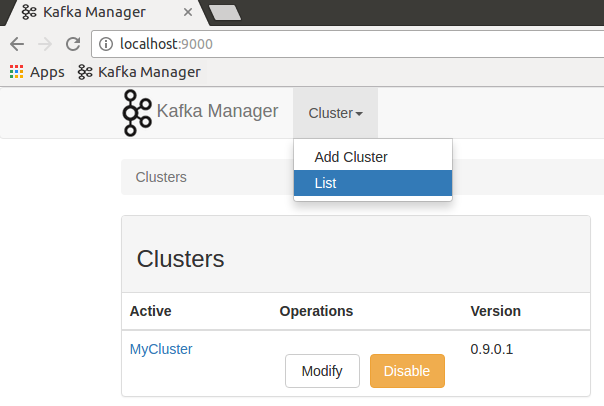 Kafka Manager
localhost:9000
Apps Kafka Manager
Kafka Manager Cluster
Add Cluster
List
Clusters
Clusters
Active Operations Version
MyCluster 0.9.0.1
Modify Disable